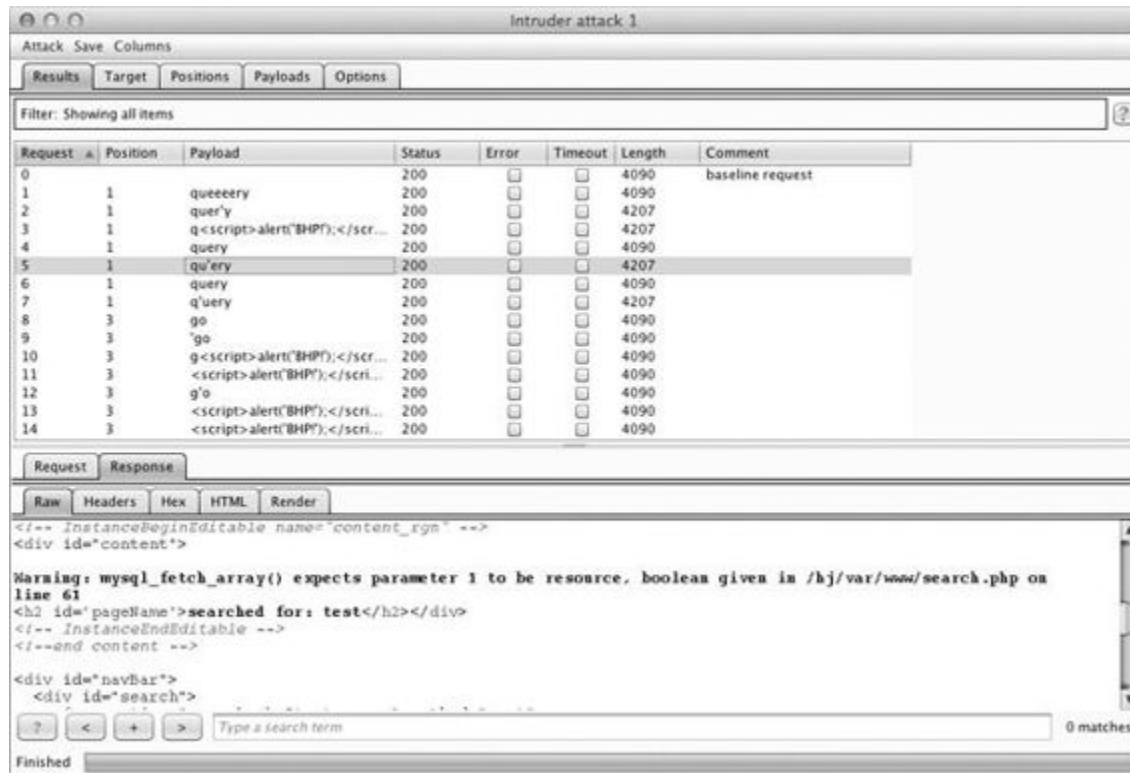 Intruder attack 1
Attack Save Columns
Results Target Positions Payloads Options
Filter: Showing all items
?
Request Position Payload Status Error Timeout Length Comment
0 200 4090 baseline request
1 1 queeeery 200 4090
2 1 quer'y 200 4207
3 1 q<script>alert('BHP!');</scr... 200 4207
4 1 query 200 4090
5 1 qu'ery 200 4207
6 1 query 200 4090
7 1 q'uery 200 4207
8 3 go 200 4090
9 3 'go 200 4090
10 3 g<script>alert('BHP!');</scr... 200 4090
11 3 <script>alert('BHP!');</scri... 200 4090
12 3 g'o 200 4090
13 3 <script>alert('BHP!');</scri... 200 4090
14 3 <script>alert('BHP!');</scri... 200 4090
Request Response
Raw Headers Hex HTML Render
<!-- InstanceBeginEditable name="content_rgn" -->
<div id="content">
Warning: mysql_fetch_array() expects parameter 1 to be resource, boolean given in /hj/var/www/search.php on
line 61
<h2 id='pageName'>searched for: test</h2></div>
<!-- InstanceEndEditable -->
<!--end content -->
<div id="navBar">
<div id="search">
? < + > Type a search term 0 matches
Finished